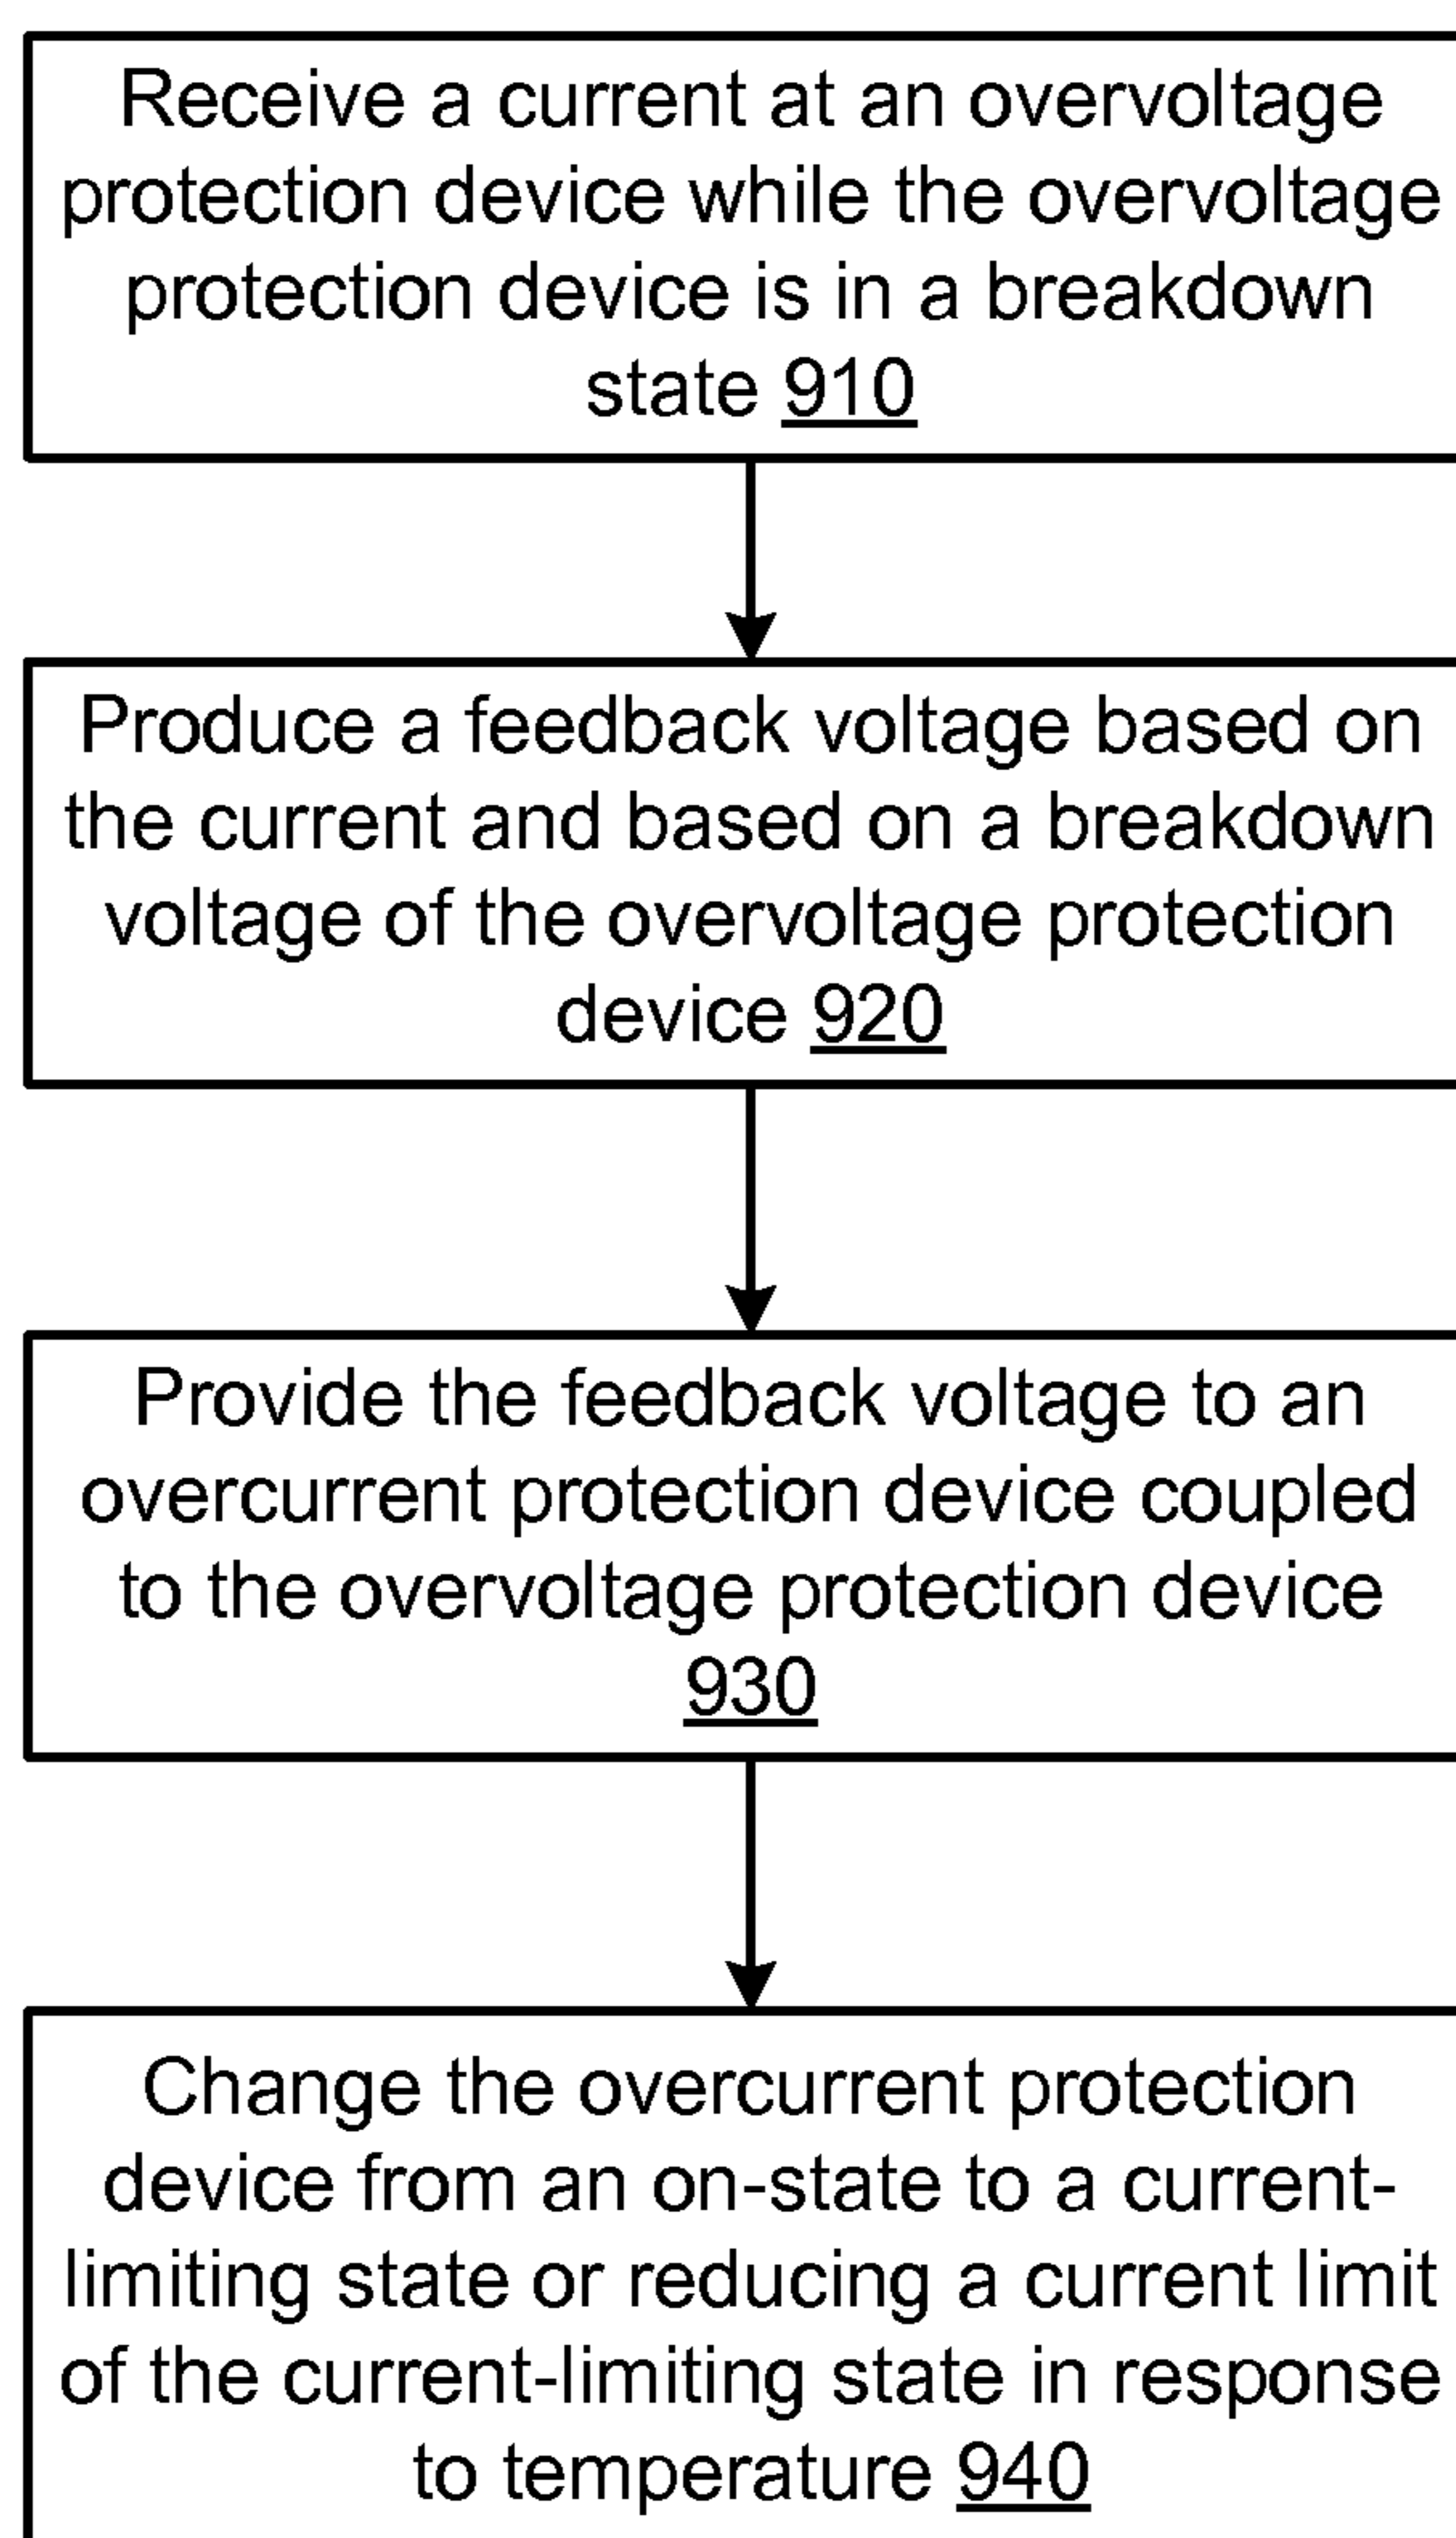 Receive a current at an overvoltage
protection device while the overvoltage
protection device is in a breakdown
state 910
Produce a feedback voltage based on
the current and based on a breakdown
voltage of the overvoltage protection
device 920
Provide the feedback voltage to an
overcurrent protection device coupled
to the overvoltage protection device
930
Change the overcurrent protection
device from an on-state to a current-
limiting state or reducing a current limit
of the current-limiting state in response
to temperature 940